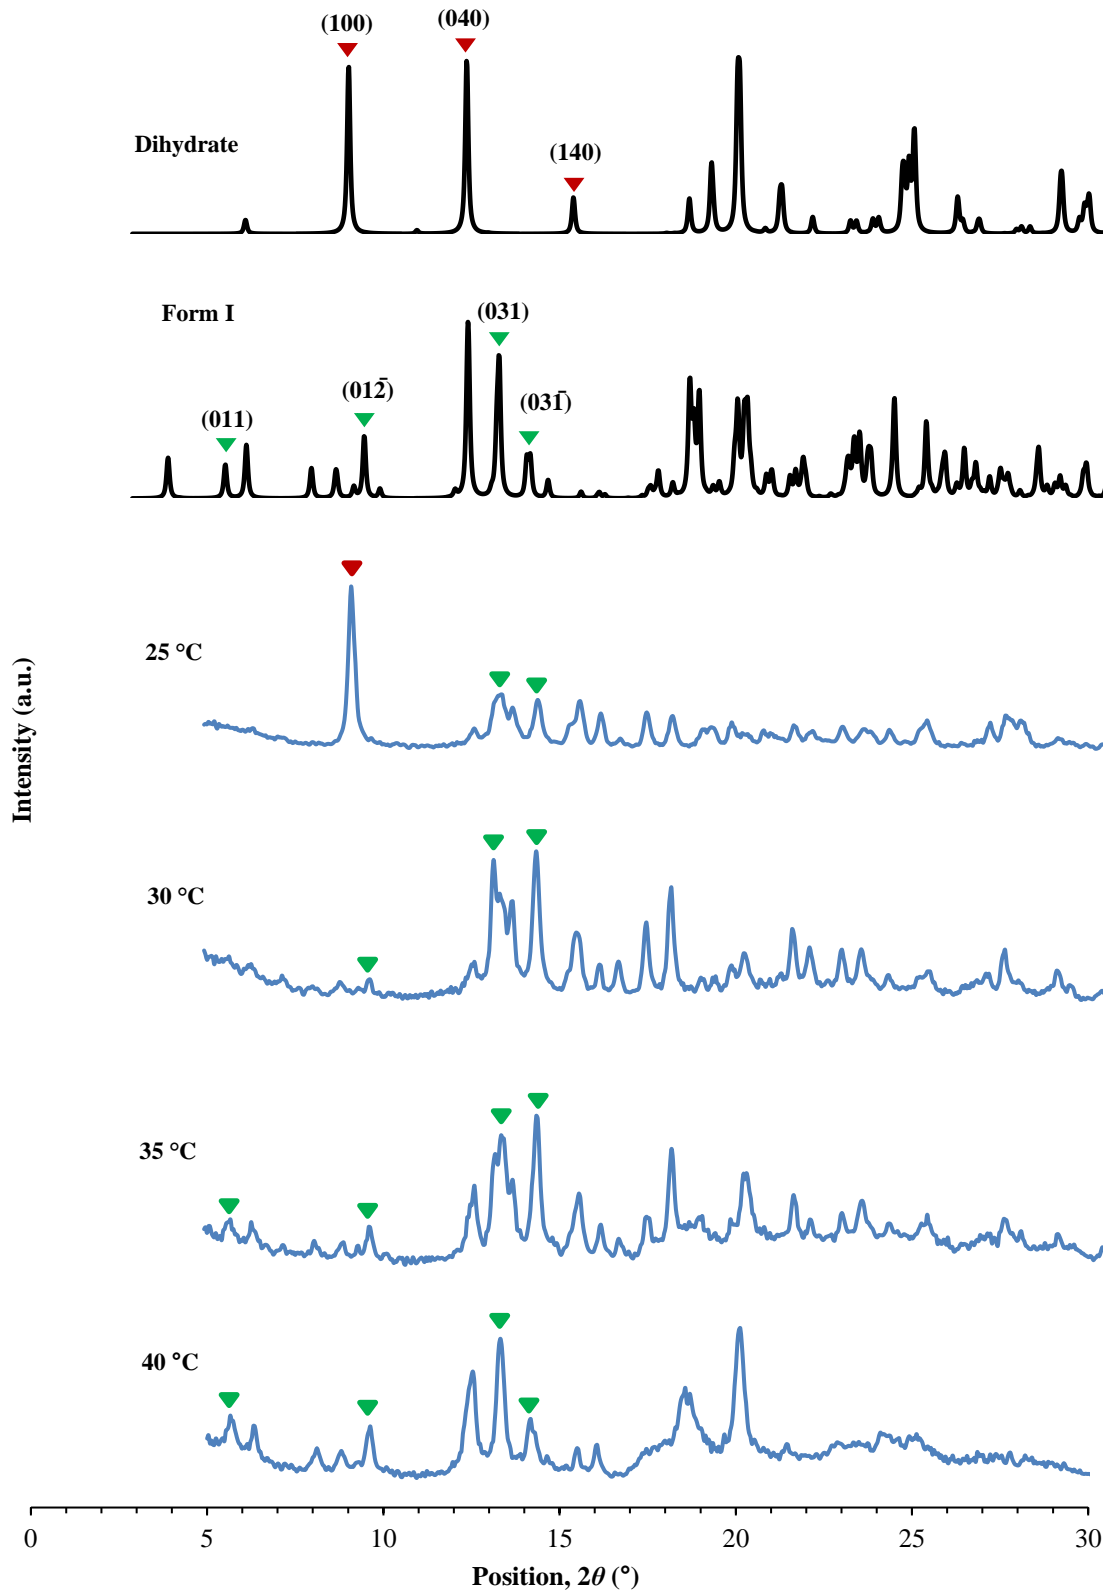 (100)
(040)
Dihydrate
(140)
Form I
(031)
(011)
(012̄)
(031̄)
25 °C
30 °C
35 °C
40 °C
Intensity (a.u.)
0 5 10 15 20 25 30
Position, 2θ (°)